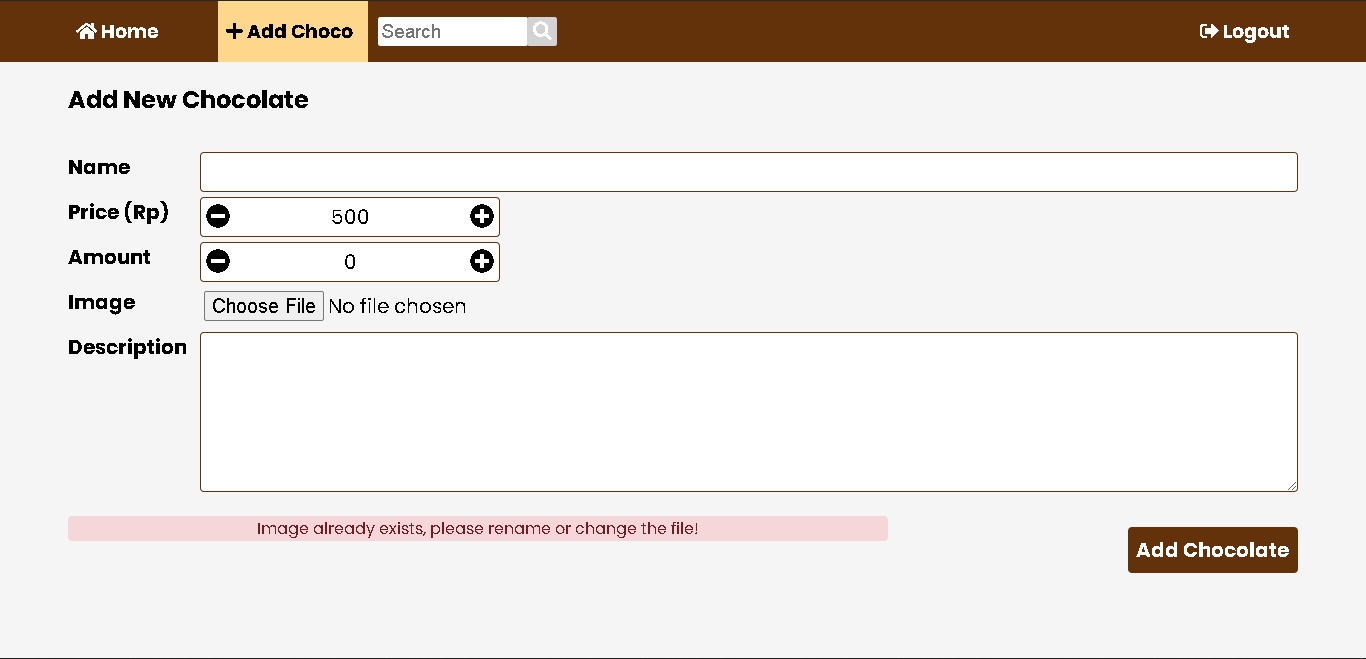 Home Add Choco Search Logout
Add New Chocolate
Name
Price (Rp) 500
Amount 0
Image Choose File No file chosen
Description
Image already exists, please rename or change the file!
Add Chocolate